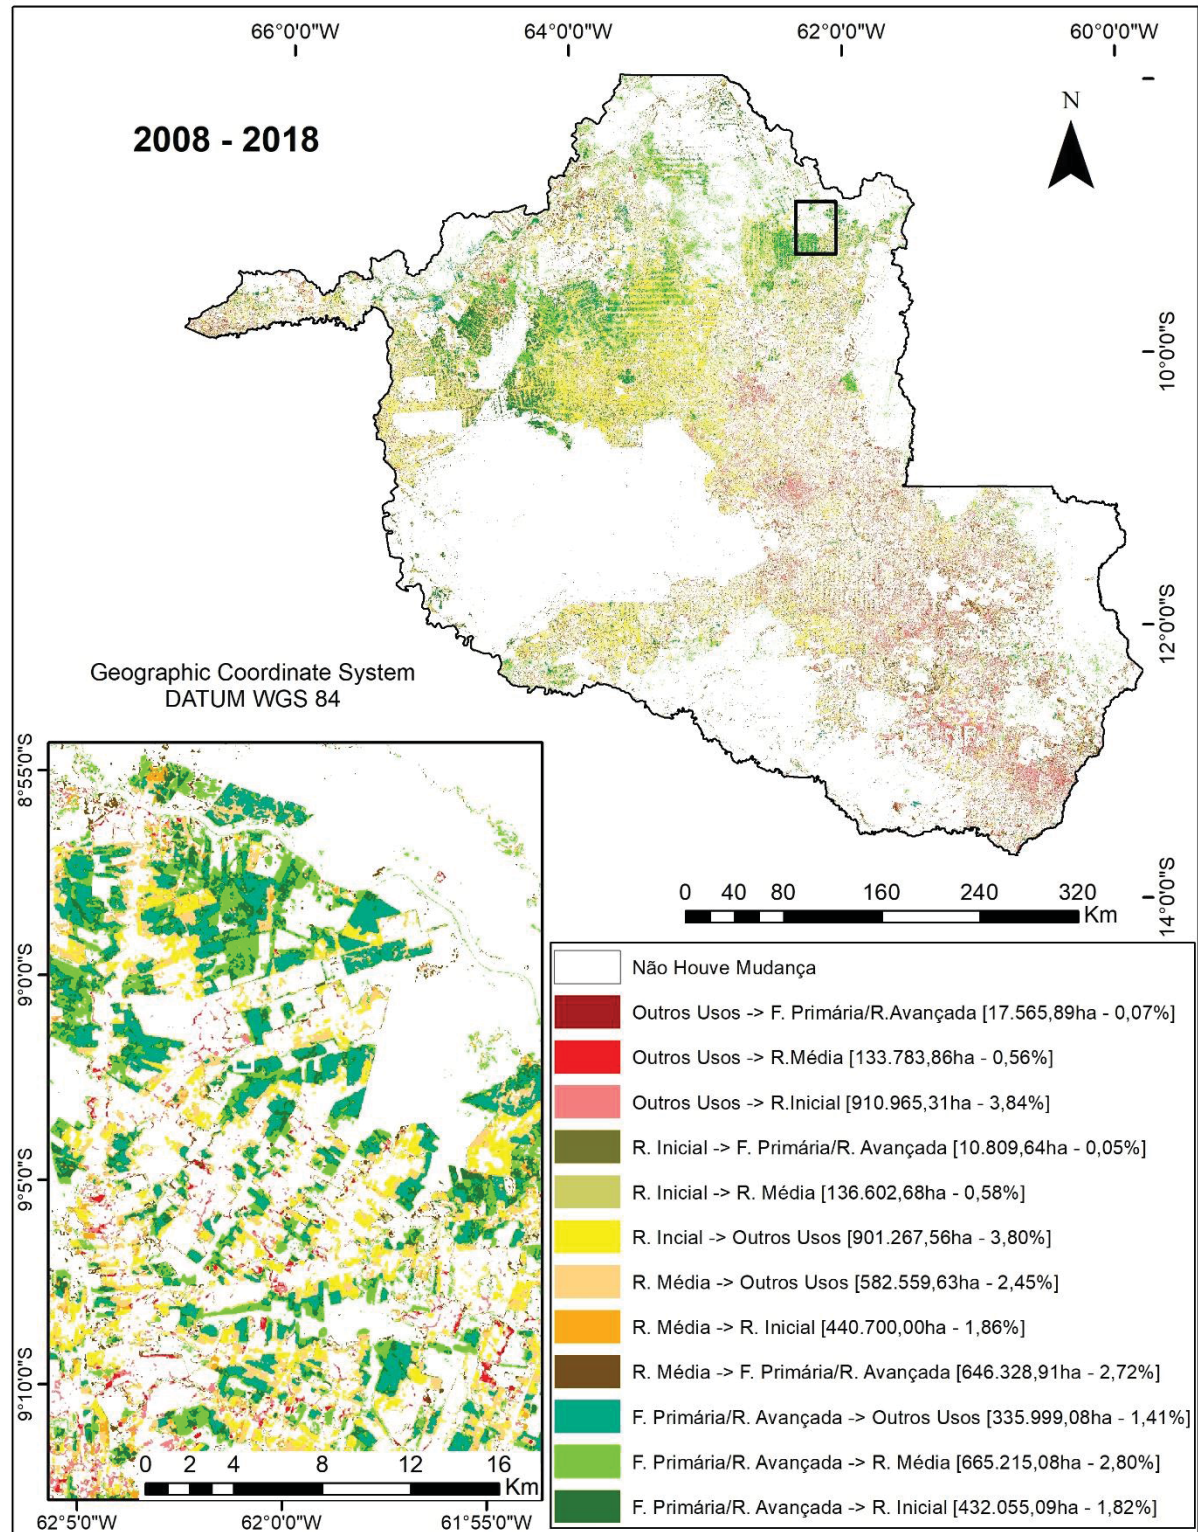 66°0'0"W
64°0'0"W
62°0'0"W
60°0'0"W
2008 - 2018
N
10°0'0"S
12°0'0"S
14°0'0"S
Geographic Coordinate System
DATUM WGS 84
0 40 80 160 240 320
Km
8°55'0"S
9°0'0"S
9°5'0"S
9°10'0"S
0 2 4 8 12 16
Km
62°5'0"W
62°0'0"W
61°55'0"W
Não Houve Mudança
Outros Usos -> F. Primária/R.Avançada [17.565,89ha - 0,07%]
Outros Usos -> R.Média [133.783,86ha - 0,56%]
Outros Usos -> R.Inicial [910.965,31ha - 3,84%]
R. Inicial -> F. Primária/R. Avançada [10.809,64ha - 0,05%]
R. Inicial -> R. Média [136.602,68ha - 0,58%]
R. Incial -> Outros Usos [901.267,56ha - 3,80%]
R. Média -> Outros Usos [582.559,63ha - 2,45%]
R. Média -> R. Inicial [440.700,00ha - 1,86%]
R. Média -> F. Primária/R. Avançada [646.328,91ha - 2,72%]
F. Primária/R. Avançada -> Outros Usos [335.999,08ha - 1,41%]
F. Primária/R. Avançada -> R. Média [665.215,08ha - 2,80%]
F. Primária/R. Avançada -> R. Inicial [432.055,09ha - 1,82%]